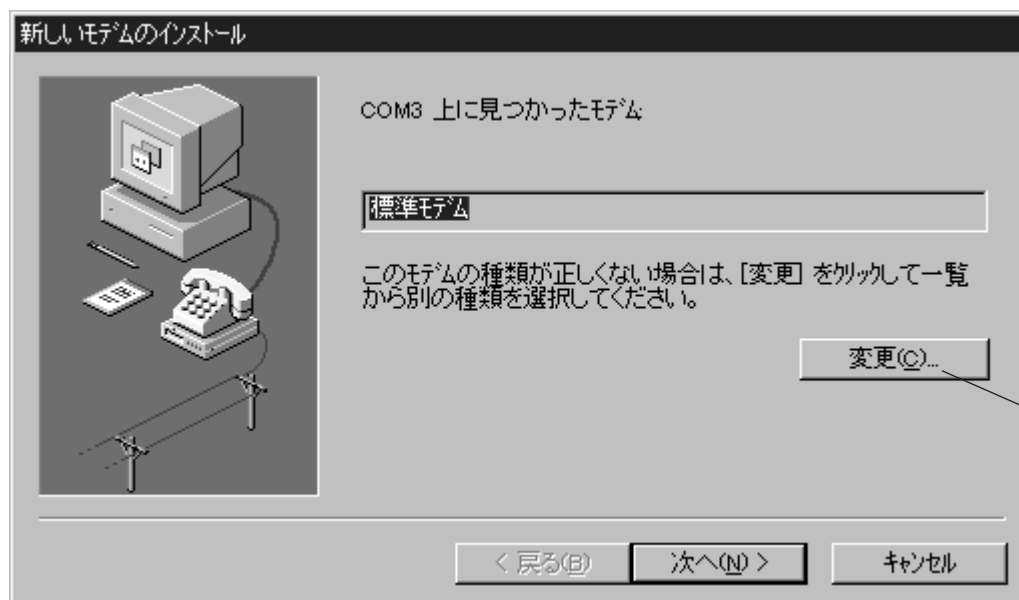 新しいﾓﾃﾞﾑのｲﾝｽﾄｰﾙ
COM3 上に見つかったﾓﾃﾞﾑ:
標準ﾓﾃﾞﾑ
このﾓﾃﾞﾑの種類が正しくない場合は、[変更] をｸﾘｯｸして一覧
から別の種類を選択してください。
変更(C)...
< 戻る(B)
次へ(N) >
ｷｬﾝｾﾙ